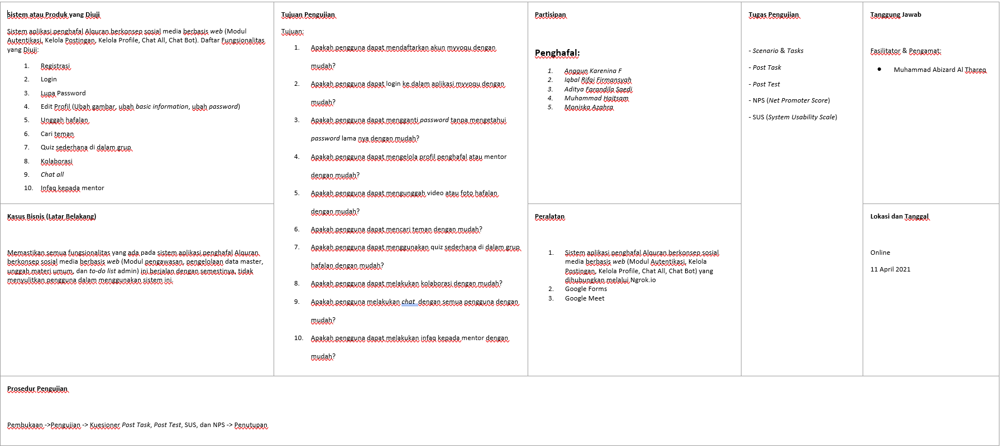 Sistem atau Produk yang Diuji
Sistem aplikasi penghafal Alquran berkonsep sosial media berbasis web (Modul
Autentikasi, Kelola Postingan, Kelola Profile, Chat All, Chat Bot). Daftar Fungsionalitas
yang Diuji:
1. Registrasi
2. Login
3. Lupa Password
4. Edit Profil (Ubah gambar, ubah basic information, ubah password)
5. Unggah hafalan
6. Cari teman
7. Quiz sederhana di dalam grup
8. Kolaborasi
9. Chat all
10. Infaq kepada mentor
Kasus Bisnis (Latar Belakang)
Memastikan semua fungsionalitas yang ada pada sistem aplikasi penghafal Alquran
berkonsep sosial media berbasis web (Modul pengawasan, pengelolaan data master,
unggah materi umum, dan to-do list admin) ini berjalan dengan semestinya, tidak
menyulitkan pengguna dalam menggunakan sistem ini.
Tujuan Pengujian
Tujuan:
1. Apakah pengguna dapat mendaftarkan akun myvoqu dengan
mudah?
2. Apakah pengguna dapat login ke dalam aplikasi myvoqu dengan
mudah?
3. Apakah pengguna dapat mengganti password tanpa mengetahui
password lama nya dengan mudah?
4. Apakah pengguna dapat mengelola profil penghafal atau mentor
dengan mudah?
5. Apakah pengguna dapat mengunggah video atau foto hafalan
dengan mudah?
6. Apakah pengguna dapat mencari teman dengan mudah?
7. Apakah pengguna dapat menggunakan quiz sederhana di dalam grup
hafalan dengan mudah?
8. Apakah pengguna dapat melakukan kolaborasi dengan mudah?
9. Apakah pengguna melakukan chat dengan semua pengguna dengan
mudah?
10. Apakah pengguna dapat melakukan infaq kepada mentor dengan
mudah?
Partisipan
Penghafal:
1. Anggun Karenina F
2. Iqbal Rifai Firmansyah
3. Aditya Farandila Saedi
4. Muhammad Haitsam
5. Moniska Azahra
Peralatan
1. Sistem aplikasi penghafal Alquran berkonsep sosial
media berbasis web (Modul Autentikasi, Kelola
Postingan, Kelola Profile, Chat All, Chat Bot) yang
dihubungkan melalui Ngrok.io
2. Google Forms
3. Google Meet
Tugas Pengujian
- Scenario & Tasks
- Post Task
- Post Test
- NPS (Net Promoter Score)
- SUS (System Usability Scale)
Tanggung Jawab
Fasilitator & Pengamat:
● Muhammad Abizard Al Thareq
Lokasi dan Tanggal
Online
11 April 2021
Prosedur Pengujian
Pembukaan ->Pengujian -> Kuesioner Post Task, Post Test, SUS, dan NPS -> Penutupan